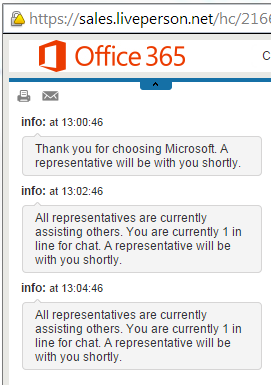 https://sales.liveperson.net/hc/216
Office 365
C
info: at 13:00:46
Thank you for choosing Microsoft. A
representative will be with you shortly.
info: at 13:02:46
All representatives are currently
assisting others. You are currently 1 in
line for chat. A representative will be
with you shortly.
info: at 13:04:46
All representatives are currently
assisting others. You are currently 1 in
line for chat. A representative will be
with you shortly.